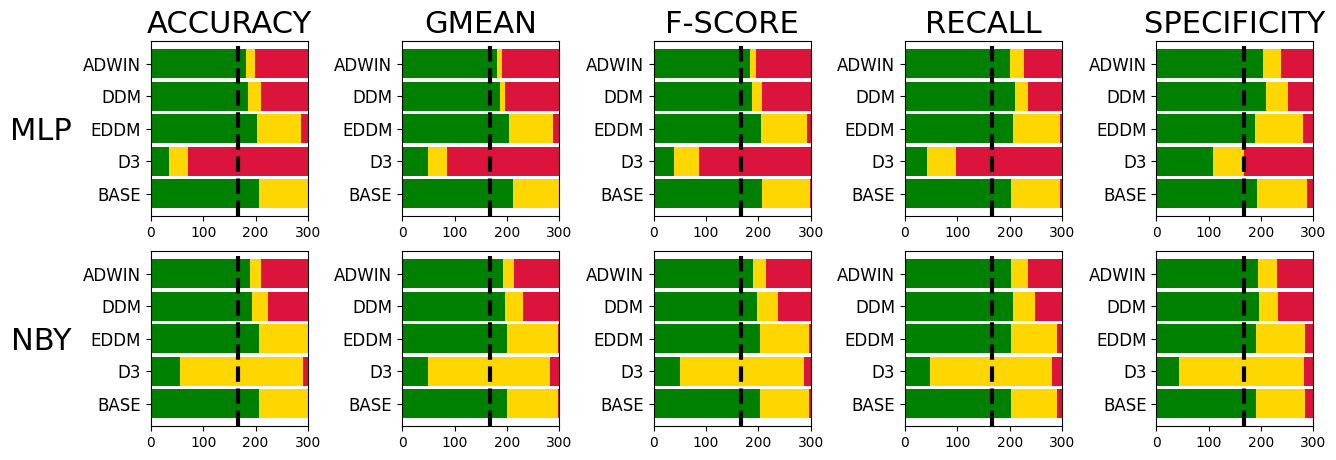 ACCURACY GMEAN F-SCORE RECALL SPECIFICITY
MLP
ADWIN ADWIN ADWIN ADWIN ADWIN
DDM DDM DDM DDM DDM
EDDM EDDM EDDM EDDM EDDM
D3 D3 D3 D3 D3
BASE BASE BASE BASE BASE
0 100 200 300 0 100 200 300 0 100 200 300 0 100 200 300 0 100 200 300
NBY
ADWIN ADWIN ADWIN ADWIN ADWIN
DDM DDM DDM DDM DDM
EDDM EDDM EDDM EDDM EDDM
D3 D3 D3 D3 D3
BASE BASE BASE BASE BASE
0 100 200 300 0 100 200 300 0 100 200 300 0 100 200 300 0 100 200 300